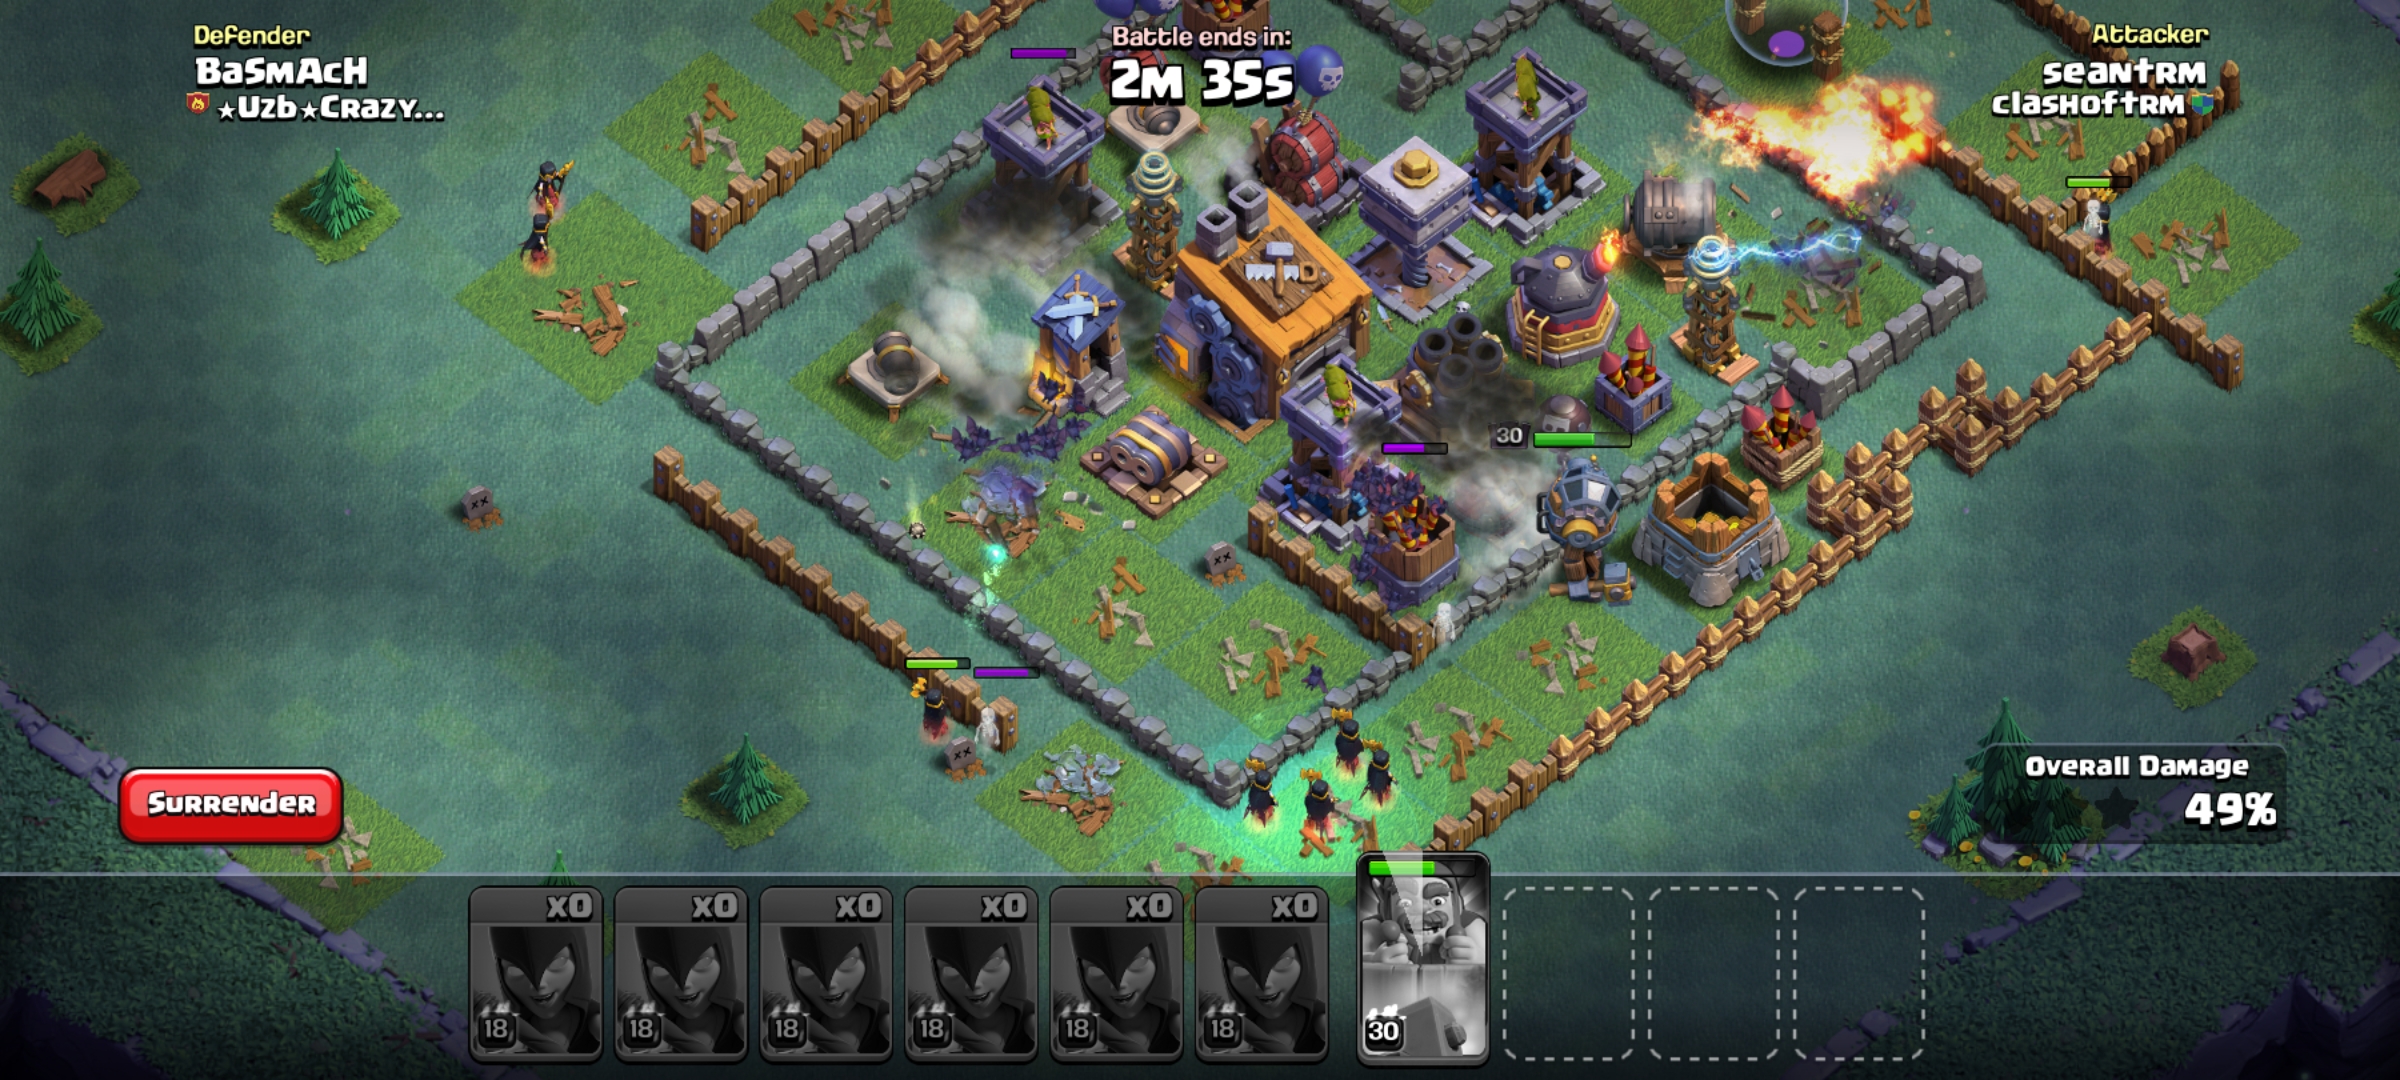 Defender
BaSmAcH
★Uzb★Crazy...
Battle ends in:
2M 35s
Attacker
seantrm
clashoftrm
30
Surrender
Overall Damage
49%
x0
x0
x0
x0
x0
x0
18
18
18
18
18
18
30